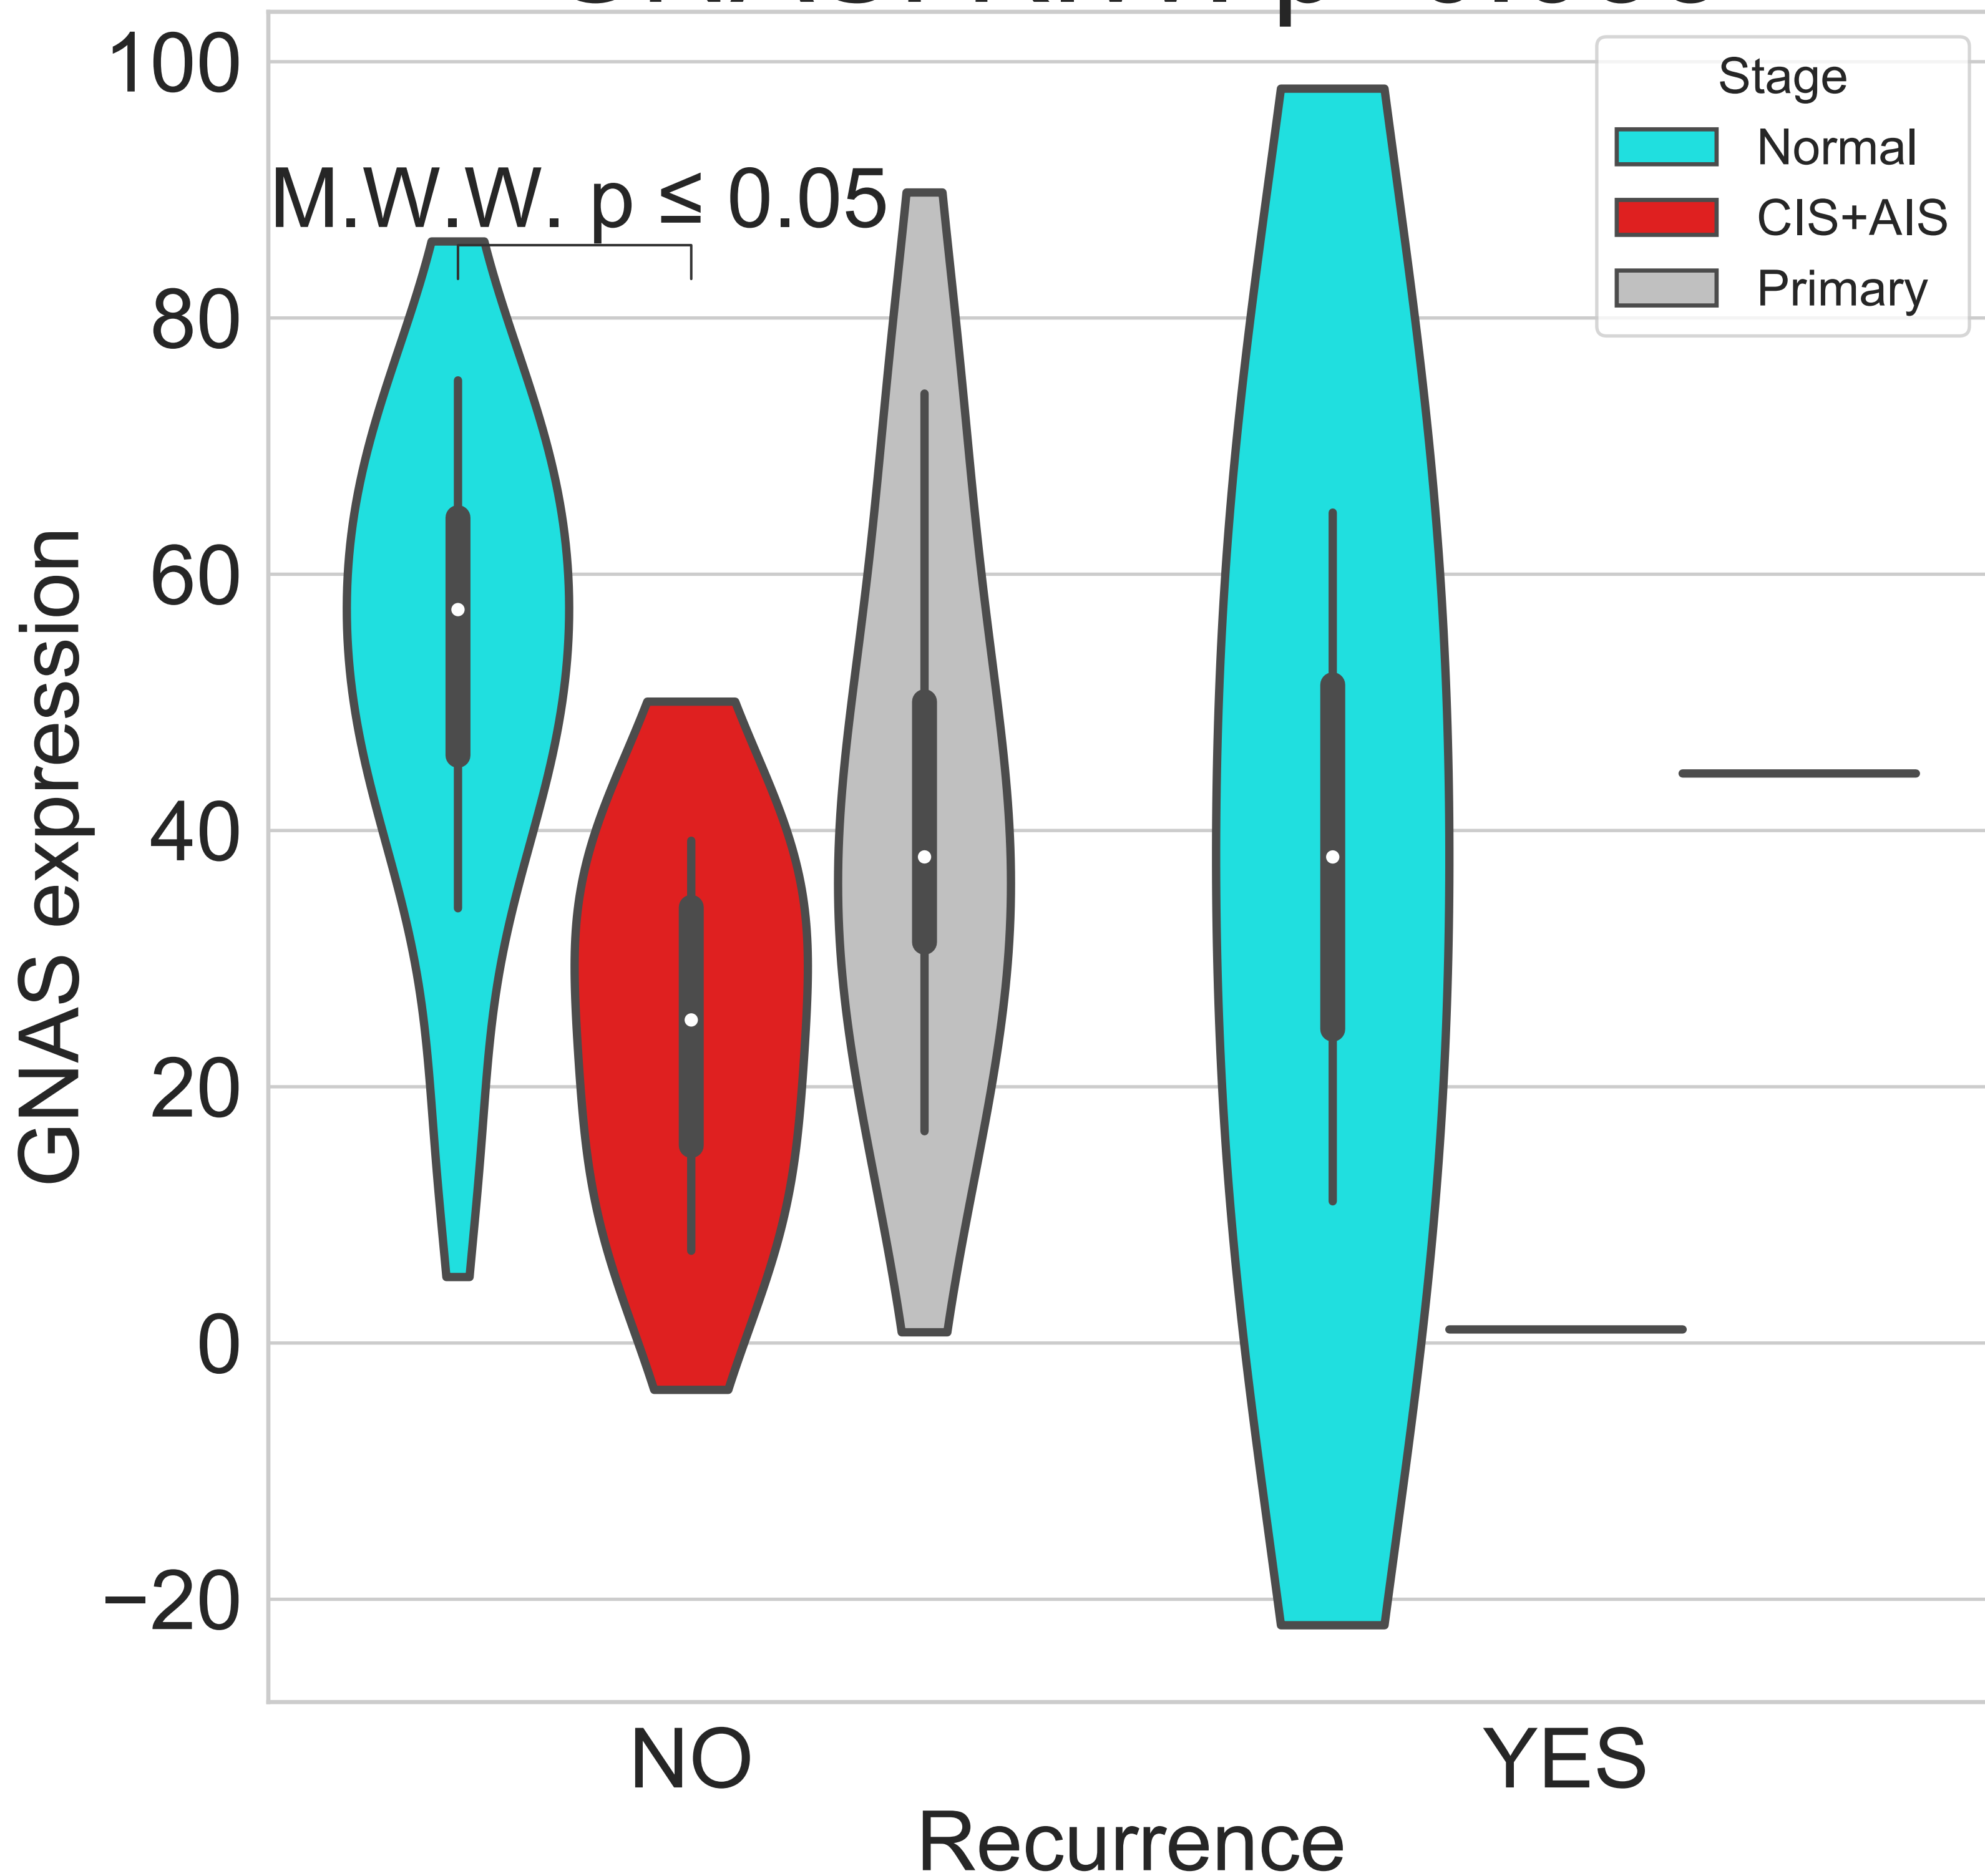 100
80
60
40
20
0
−20
GNAS expression
M.W.W. p ≤ 0.05
Stage
Normal
CIS+AIS
Primary
NO
YES
Recurrence